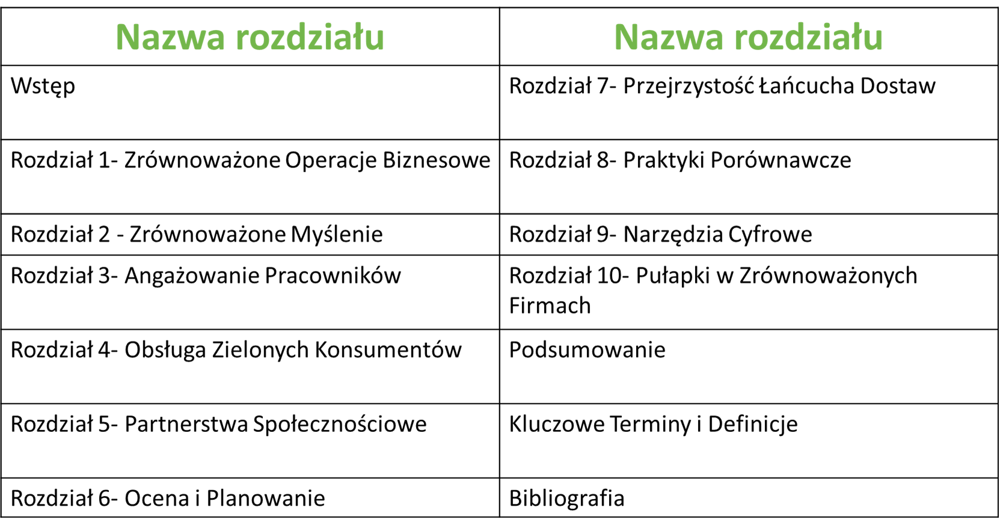 Nazwa rozdziału
Nazwa rozdziału
Wstęp
Rozdział 7- Przejrzystość Łańcucha Dostaw
Rozdział 1- Zrównoważone Operacje Biznesowe
Rozdział 8- Praktyki Porównawcze
Rozdział 2 - Zrównoważone Myślenie
Rozdział 9- Narzędzia Cyfrowe
Rozdział 3- Angażowanie Pracowników
Rozdział 10- Pułapki w Zrównoważonych
Firmach
Rozdział 4- Obsługa Zielonych Konsumentów
Podsumowanie
Rozdział 5- Partnerstwa Społecznościowe
Kluczowe Terminy i Definicje
Rozdział 6- Ocena i Planowanie
Bibliografia